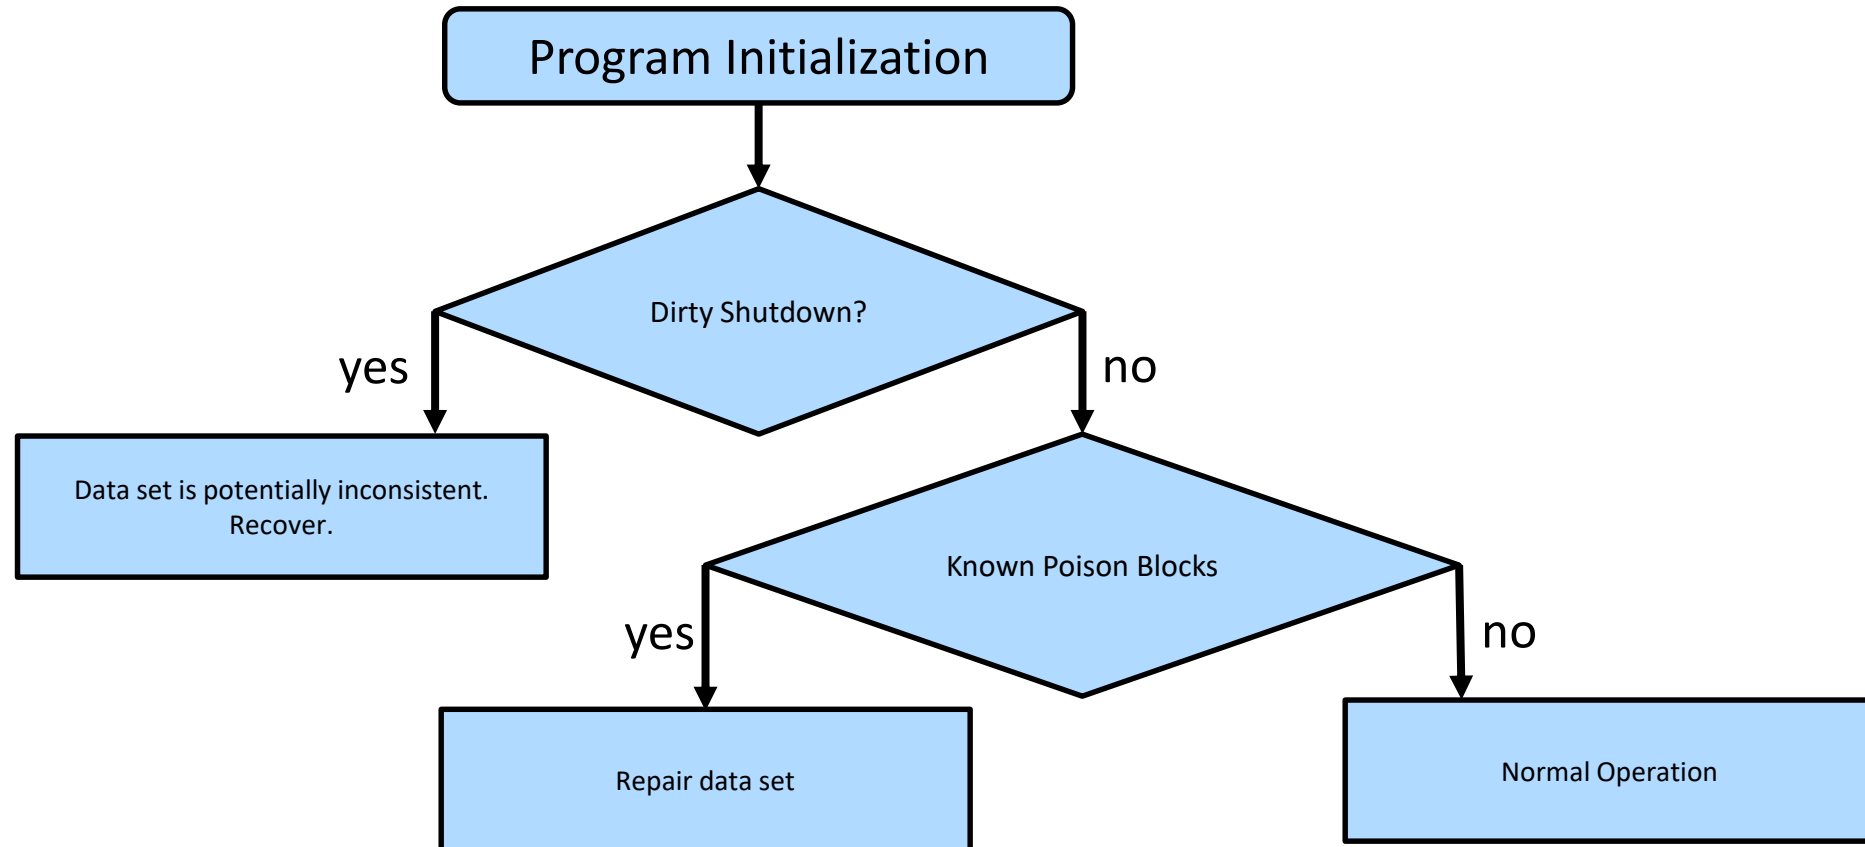 Program Initialization
Dirty Shutdown?
yes
no
Data set is potentially inconsistent.
Recover.
Known Poison Blocks
yes
no
Repair data set
Normal Operation